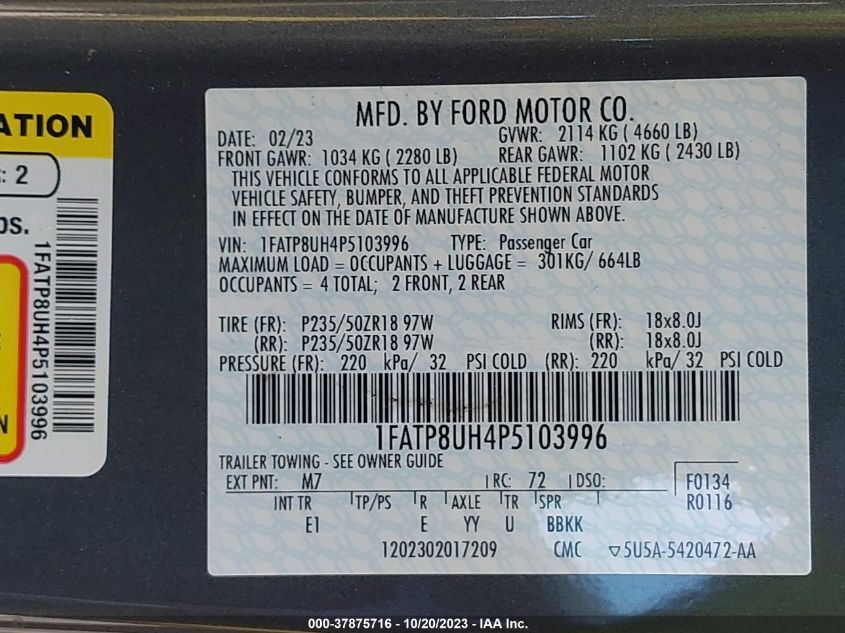 ATION
: 2
bs.
1FATP8UH4P5103996
N
MFD. BY FORD MOTOR CO.
DATE: 02/23 GVWR: 2114 KG ( 4660 LB)
FRONT GAWR: 1034 KG ( 2280 LB) REAR GAWR: 1102 KG ( 2430 LB)
THIS VEHICLE CONFORMS TO ALL APPLICABLE FEDERAL MOTOR
VEHICLE SAFETY, BUMPER, AND THEFT PREVENTION STANDARDS
IN EFFECT ON THE DATE OF MANUFACTURE SHOWN ABOVE.
VIN: 1FATP8UH4P5103996 TYPE: Passenger Car
MAXIMUM LOAD = OCCUPANTS + LUGGAGE = 301KG/ 664LB
OCCUPANTS = 4 TOTAL; 2 FRONT, 2 REAR
TIRE (FR): P235/50ZR18 97W RIMS (FR): 18x8.0J
(RR): P235/50ZR18 97W (RR): 18x8.0J
PRESSURE (FR): 220 kPa/ 32 PSI COLD (RR): 220 kPa/ 32 PSI COLD
1FATP8UH4P5103996
TRAILER TOWING - SEE OWNER GUIDE
EXT PNT: M7 RC: 72 DSO: F0134
INT TR TP/PS R AXLE TR SPR R0116
E1 E YY U BBKK
1202302017209 CMC ▽5U5A-5420472-AA
000-37875716 - 10/20/2023 - IAA Inc.